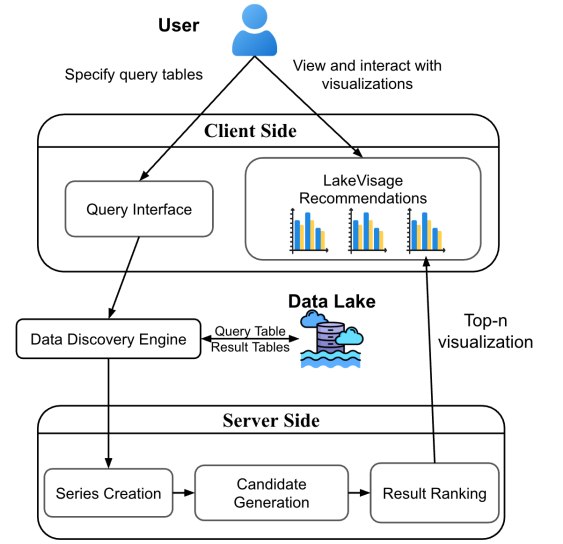 User
Specify query tables
View and interact with
visualizations
Client Side
LakeVisage
Recommendations
Query Interface
Data Lake
Data Discovery Engine
Query Table
Result Tables
Top-n
visualization
Server Side
Series Creation
Candidate
Generation
Result Ranking